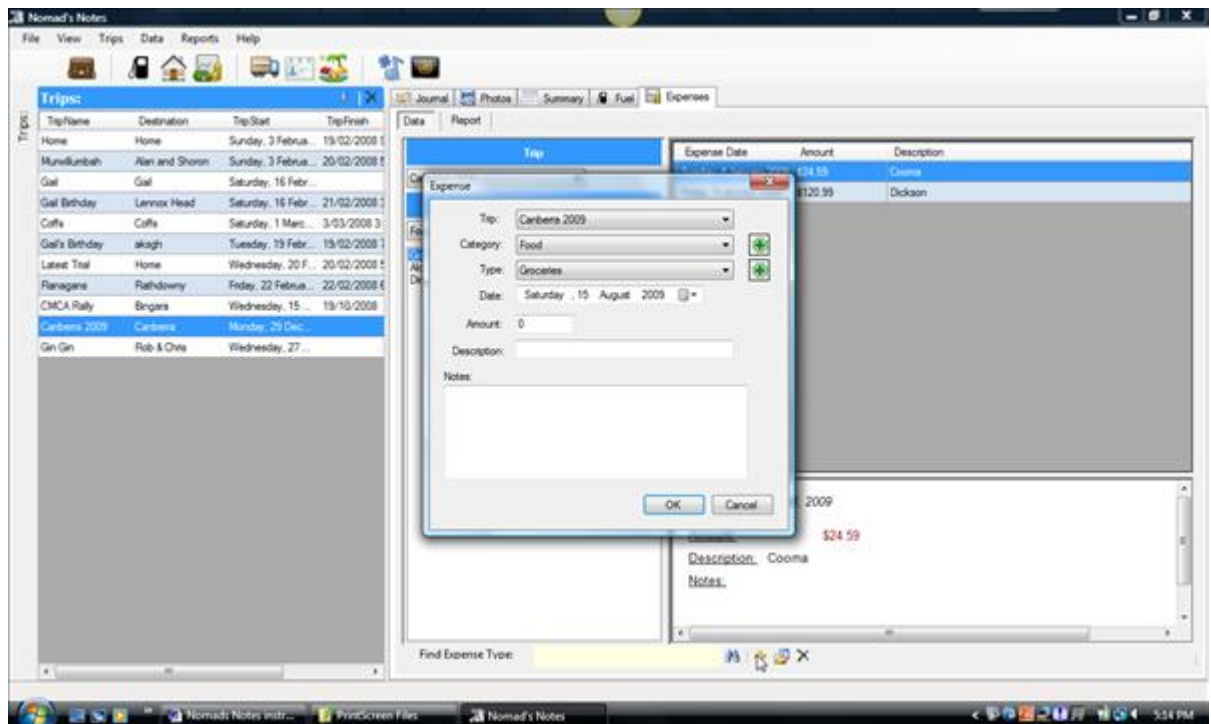 Nomad's Notes
File View Trips Data Reports Help
Trips:
Trips:
TripName Destination TripStart TripFinish
Home Home Sunday, 3 Februa... 19/02/2008
Murwillumbah Alan and Sharon Sunday, 3 Februa... 20/02/2008
Gail Gail Saturday, 16 Febr...
Gail Birthday Lennox Head Saturday, 16 Febr... 21/02/2008
Coffs Coffs Saturday, 1 Marc... 3/03/2008 3
Gail's Birthday Tuesday, 19 Febr... 19/02/2008
Latest Trial Home Wednesday, 20 F... 20/02/2008
Rathdowny Friday, 22 Februa... 22/02/2008
CMCA Rally Bingara Wednesday, 15 ... 19/10/2008
Canberra 2009 Canberra Monday, 29 Dec...
Gin Gin Rob & Chris Wednesday, 27 ...
Journal Photos Summary Fuel Expenses
Data Report
Trip
Expense Date Amount Description
$24.59 Cooma
$120.99 Dickson
Expense
Trip: Canberra 2009
Category: Food
Type: Groceries
Date: Saturday , 15 August 2009
Amount: 0
Description:
Notes:
OK Cancel
2009
$24.59
Description: Cooma
Notes:
Find Expense Type:
Nomads Notes instr... PrintScreen Files Nomad's Notes 5:14 PM